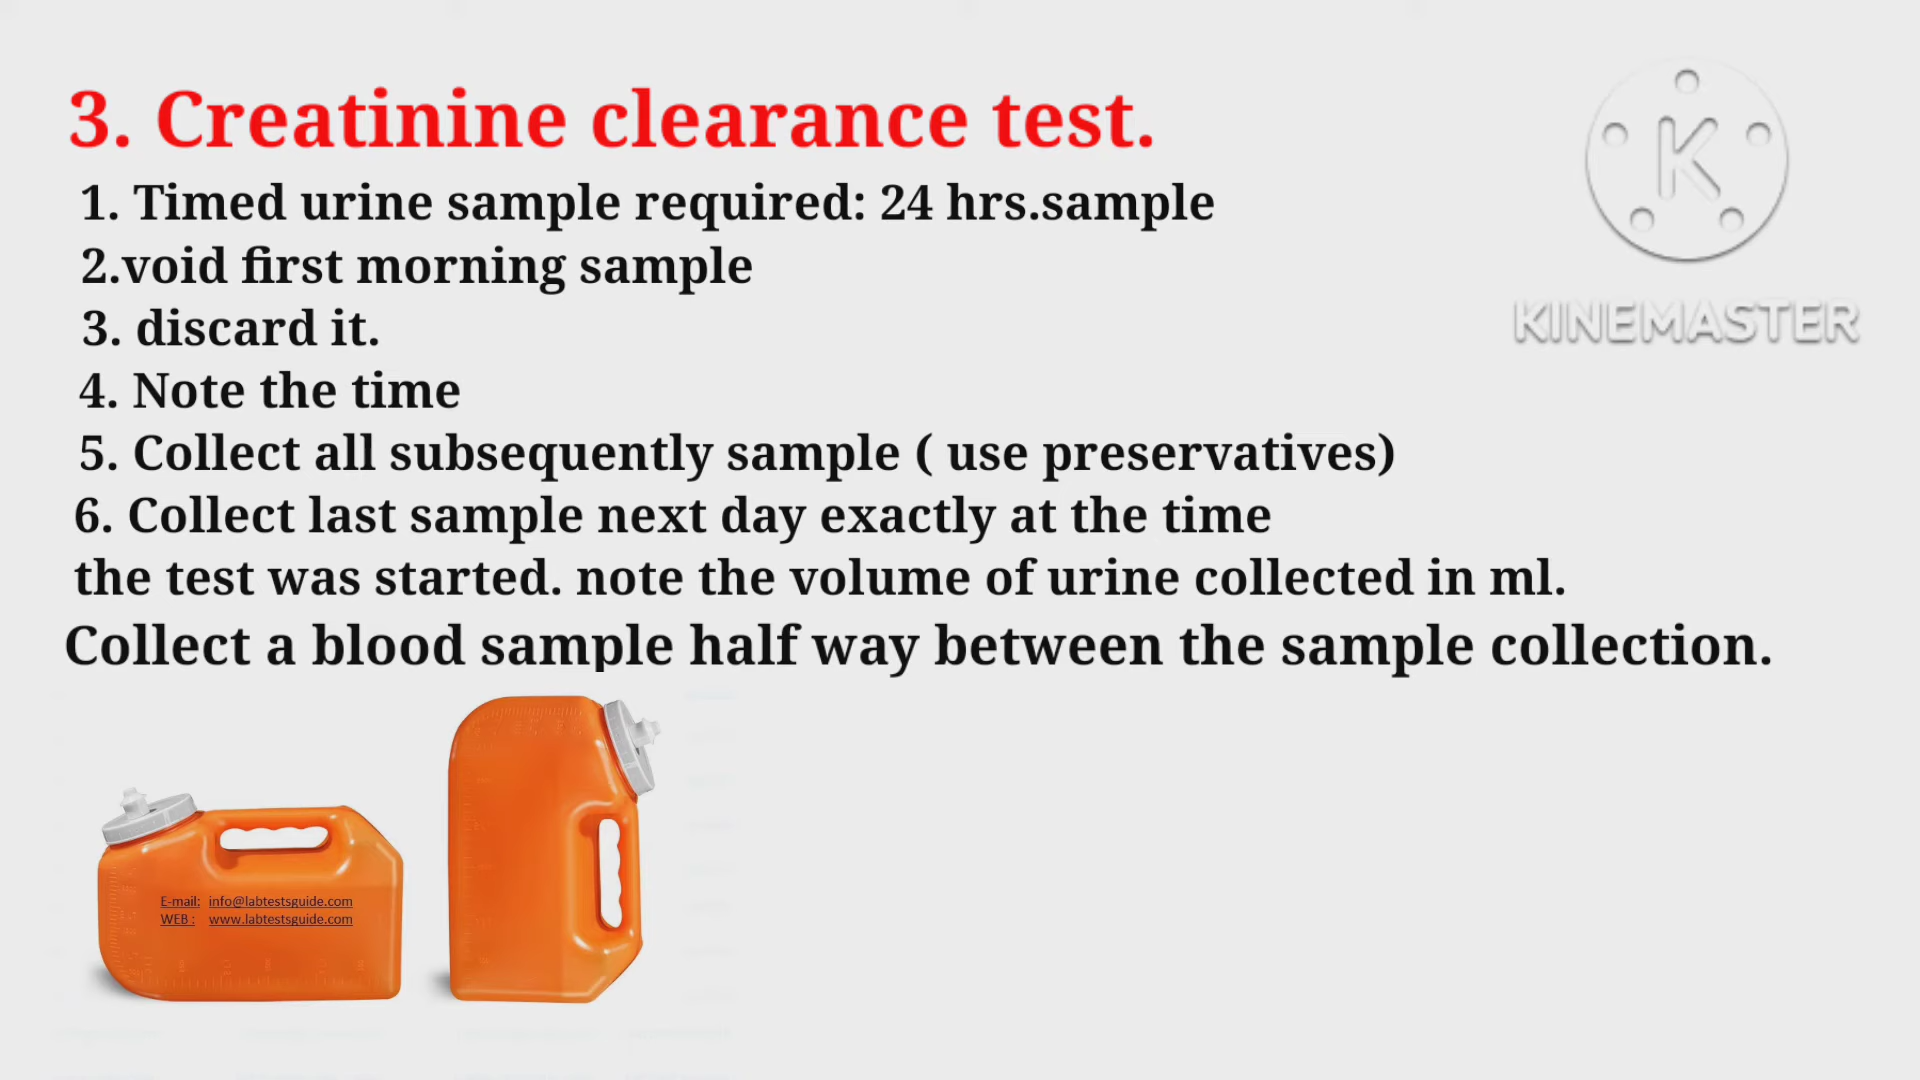 3. Creatinine clearance test.
1. Timed urine sample required: 24 hrs.sample
2.void first morning sample
3. discard it.
4. Note the time
5. Collect all subsequently sample ( use preservatives)
6. Collect last sample next day exactly at the time
the test was started. note the volume of urine collected in ml.
Collect a blood sample half way between the sample collection.
K
KINEMASTER
E-mail: info@labtestsguide.com
WEB : www.labtestsguide.com